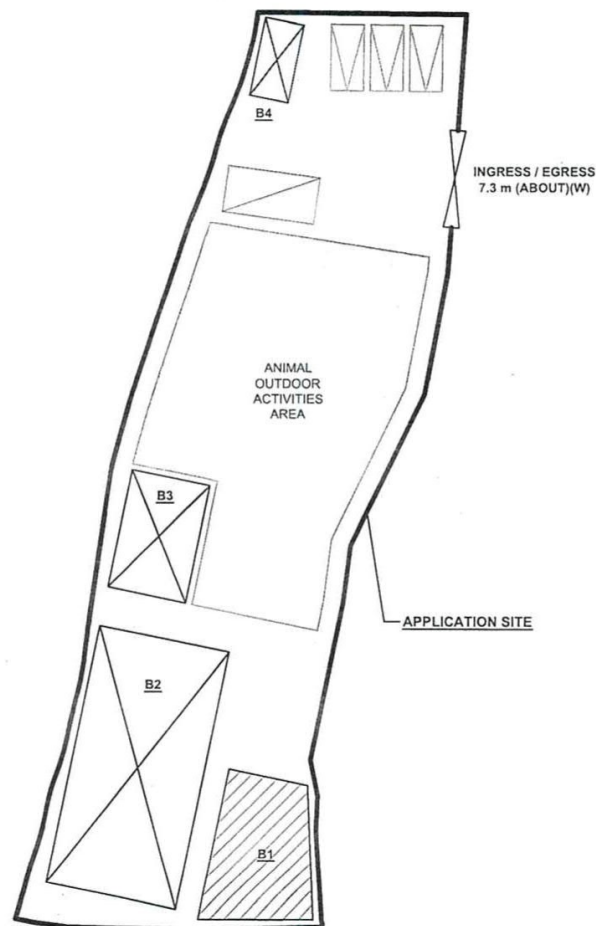 B4
INGRESS / EGRESS
7.3 m (ABOUT)(W)
ANIMAL
OUTDOOR
ACTIVITIES
AREA
B3
APPLICATION SITE
B2
B1